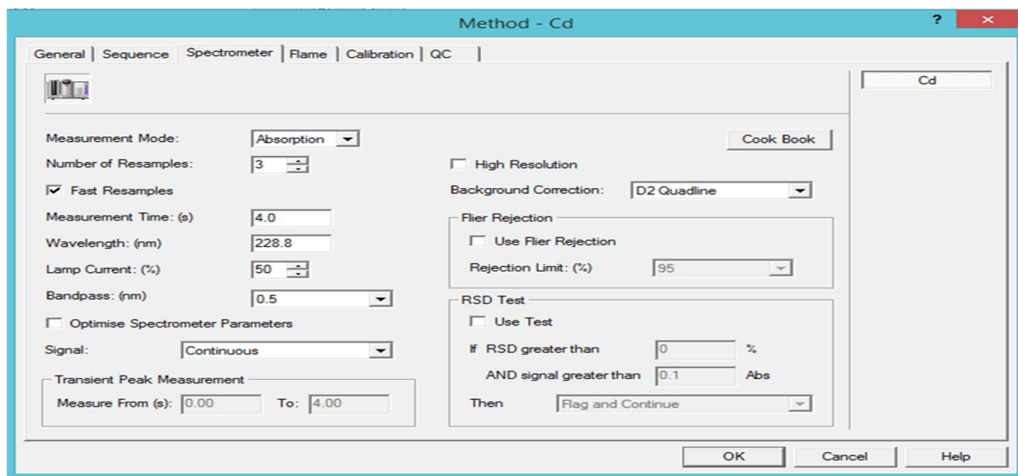 Method - Cd
? ×
General Sequence Spectrometer Flame Calibration QC
Cd
Measurement Mode: Absorption
Cook Book
Number of Resamples: 3
High Resolution
Fast Resamples
Background Correction: D2 Quadline
Measurement Time: (s) 4.0
Flier Rejection
Wavelength: (nm) 228.8
Use Flier Rejection
Lamp Current: (%) 50
Rejection Limit: (%) 95
Bandpass: (nm) 0.5
RSD Test
Optimise Spectrometer Parameters
Use Test
Signal: Continuous
If RSD greater than 0 %
Transient Peak Measurement
AND signal greater than 0.1 Abs
Measure From (s): 0.00 To: 4.00
Then Flag and Continue
OK Cancel Help